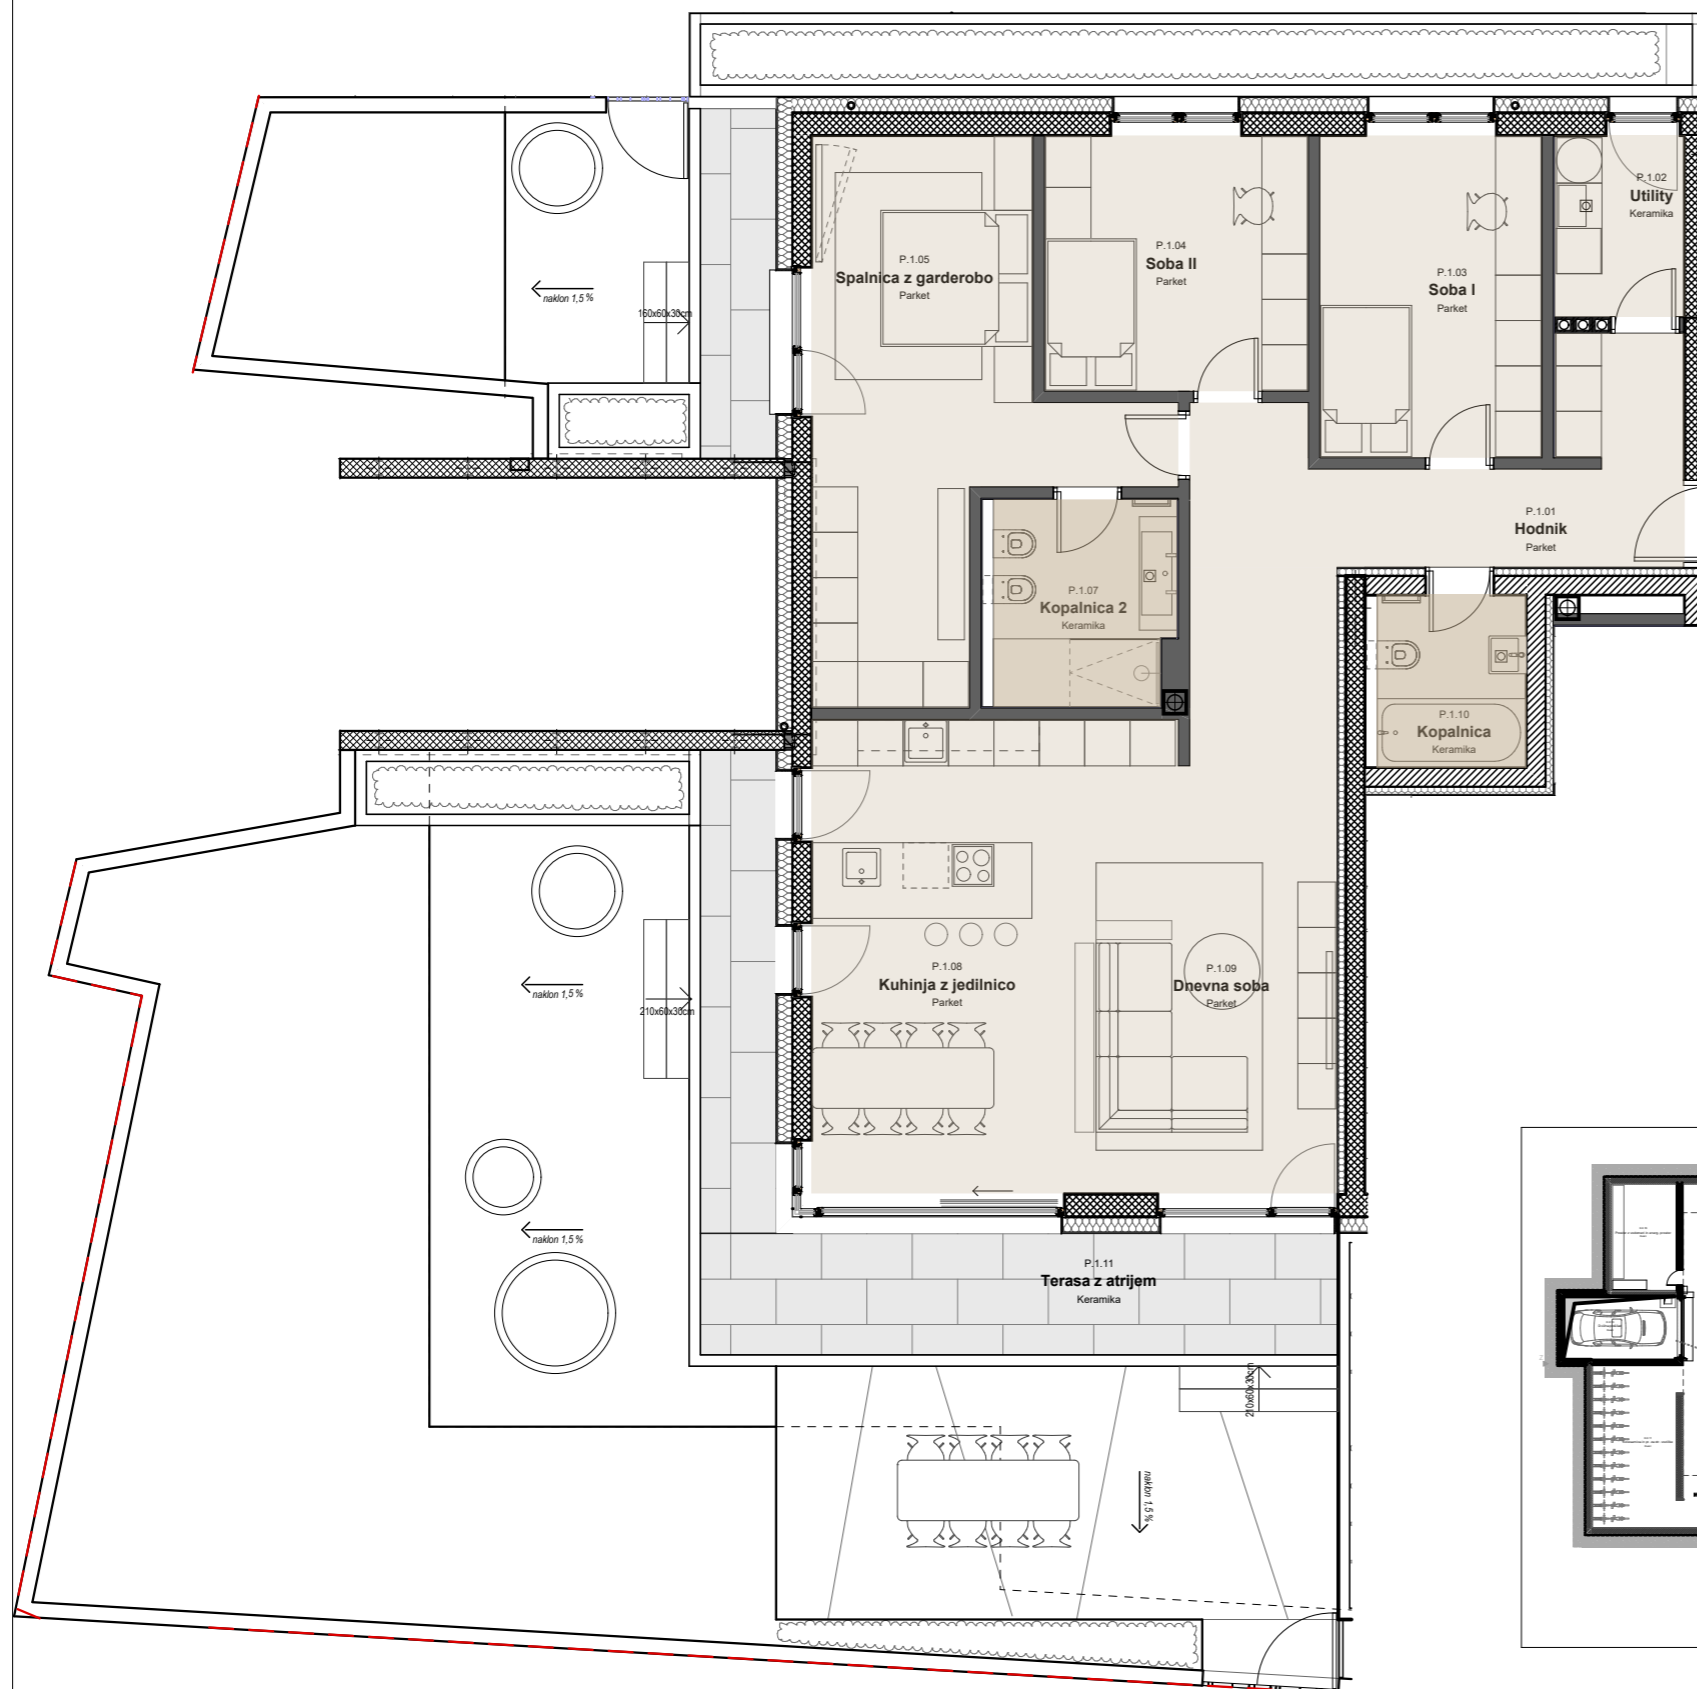 P.1.02
Utility
Keramika
P.1.04
Soba II
Parket
P.1.05
Spalnica z garderobo
Parket
P.1.03
Soba I
Parket
naklon 1,5 %
160x60x30cm
P.1.01
Hodnik
Parket
P.1.07
Kopalnica 2
Keramika
P.1.10
Kopalnica
Keramika
P.1.08
Kuhinja z jedilnico
Parket
P.1.09
Dnevna soba
Parket
naklon 1,5 %
210x60x30cm
naklon 1,5 %
P.1.11
Terasa z atrijem
Keramika
210x60x30cm
naklon 1,5 %